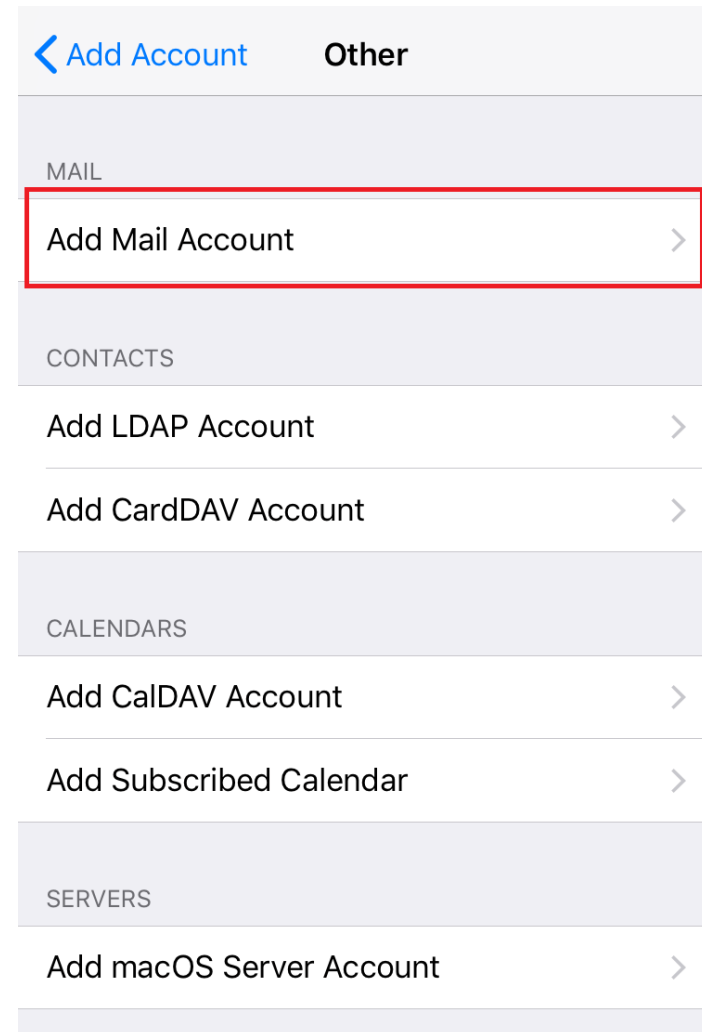 Add Account Other
MAIL
Add Mail Account
CONTACTS
Add LDAP Account
Add CardDAV Account
CALENDARS
Add CalDAV Account
Add Subscribed Calendar
SERVERS
Add macOS Server Account